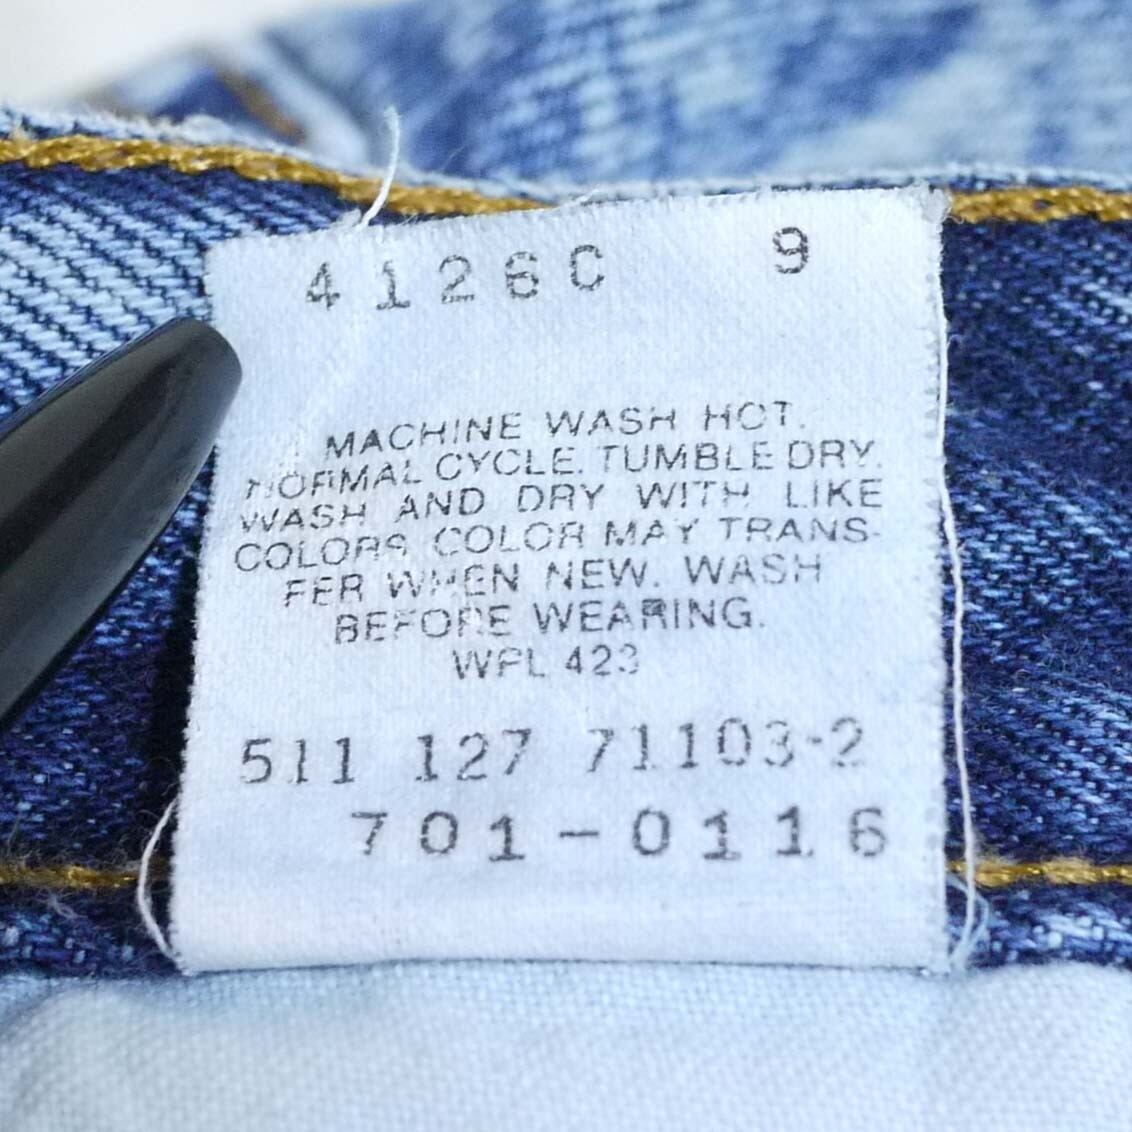 4126C 9
MACHINE WASH HOT.
NORMAL CYCLE. TUMBLE DRY.
WASH AND DRY WITH LIKE
COLORS. COLOR MAY TRANS-
FER WHEN NEW. WASH
BEFORE WEARING.
WPL 423
511 127 71103-2
701-0116